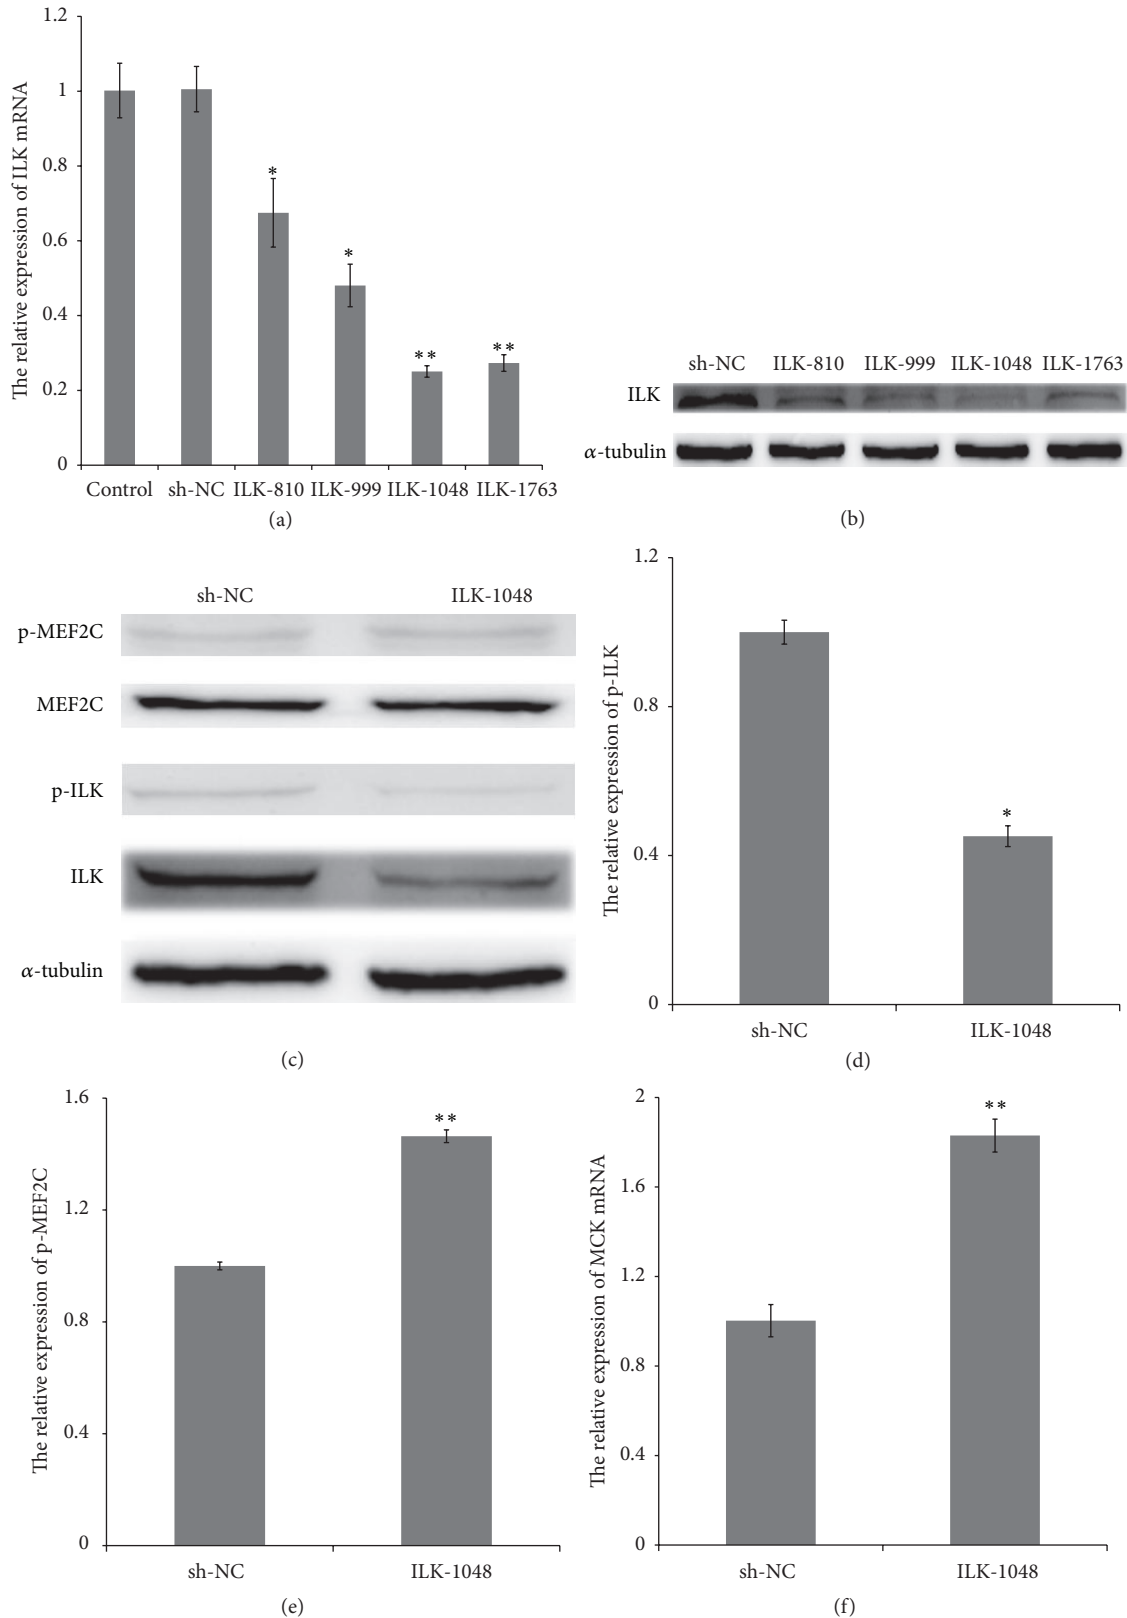 The relative expression of ILK mRNA
1.2
1
0.8
0.6
0.4
0.2
0
* * ** **
Control sh-NC ILK-810 ILK-999 ILK-1048 ILK-1763
(a)
sh-NC ILK-810 ILK-999 ILK-1048 ILK-1763
ILK
α-tubulin
(b)
sh-NC ILK-1048
p-MEF2C
MEF2C
p-ILK
ILK
α-tubulin
(c)
The relative expression of p-ILK
1.2
0.8
0.4
0
*
sh-NC ILK-1048
(d)
The relative expression of p-MEF2C
1.6
1.2
0.8
0.4
0
**
sh-NC ILK-1048
(e)
The relative expression of MCK mRNA
2
1.6
1.2
0.8
0.4
0
**
sh-NC ILK-1048
(f)